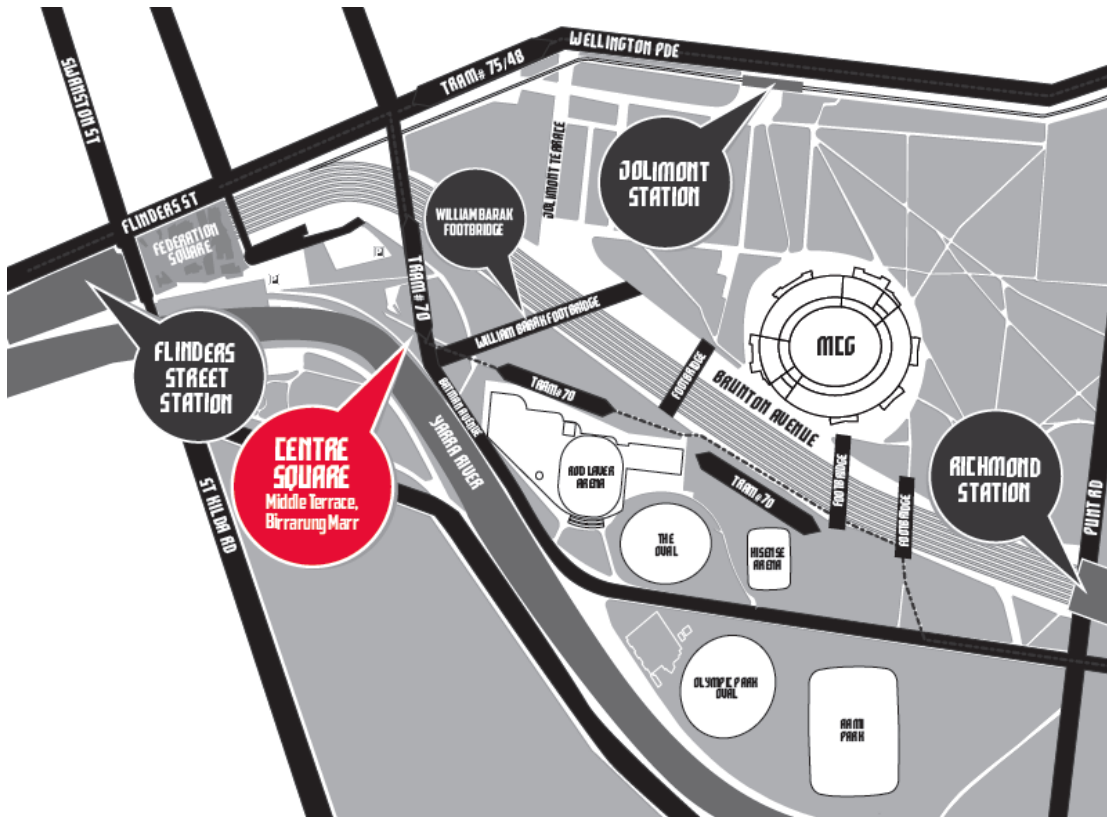 WELLINGTON PDE
TRAM# 75/48
SWANSTON ST
JOLIMONT TERRACE
JOLIMONT
STATION
FLINDERS ST
FEDERATION
SQUARE
WILLIAM BARAK
FOOTBRIDGE
P
P
TRAM# 70
WILLIAM BARAK FOOTBRIDGE
MCG
FLINDERS
STREET
STATION
FOOTBRIDGE
BRUNTON AVENUE
TRAM# 70
BATMAN AVENUE
YARRA RIVER
CENTRE
SQUARE
Middle Terrace,
Birrarung Marr
ROD LAVER
ARENA
FOOTBRIDGE
FOOTBRIDGE
RICHMOND
STATION
PUNT RD
TRAM# 70
ST KILDA RD
THE
OVAL
HISENSE
ARENA
OLYMPIC PARK
OVAL
AAMI
PARK